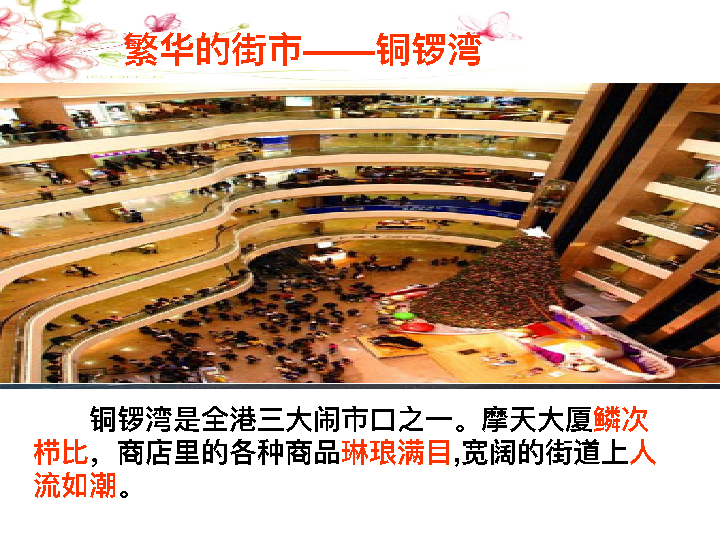 繁华的街市——铜锣湾
铜锣湾是全港三大闹市口之一。摩天大厦鳞次
栉比，商店里的各种商品琳琅满目,宽阔的街道上人
流如潮。